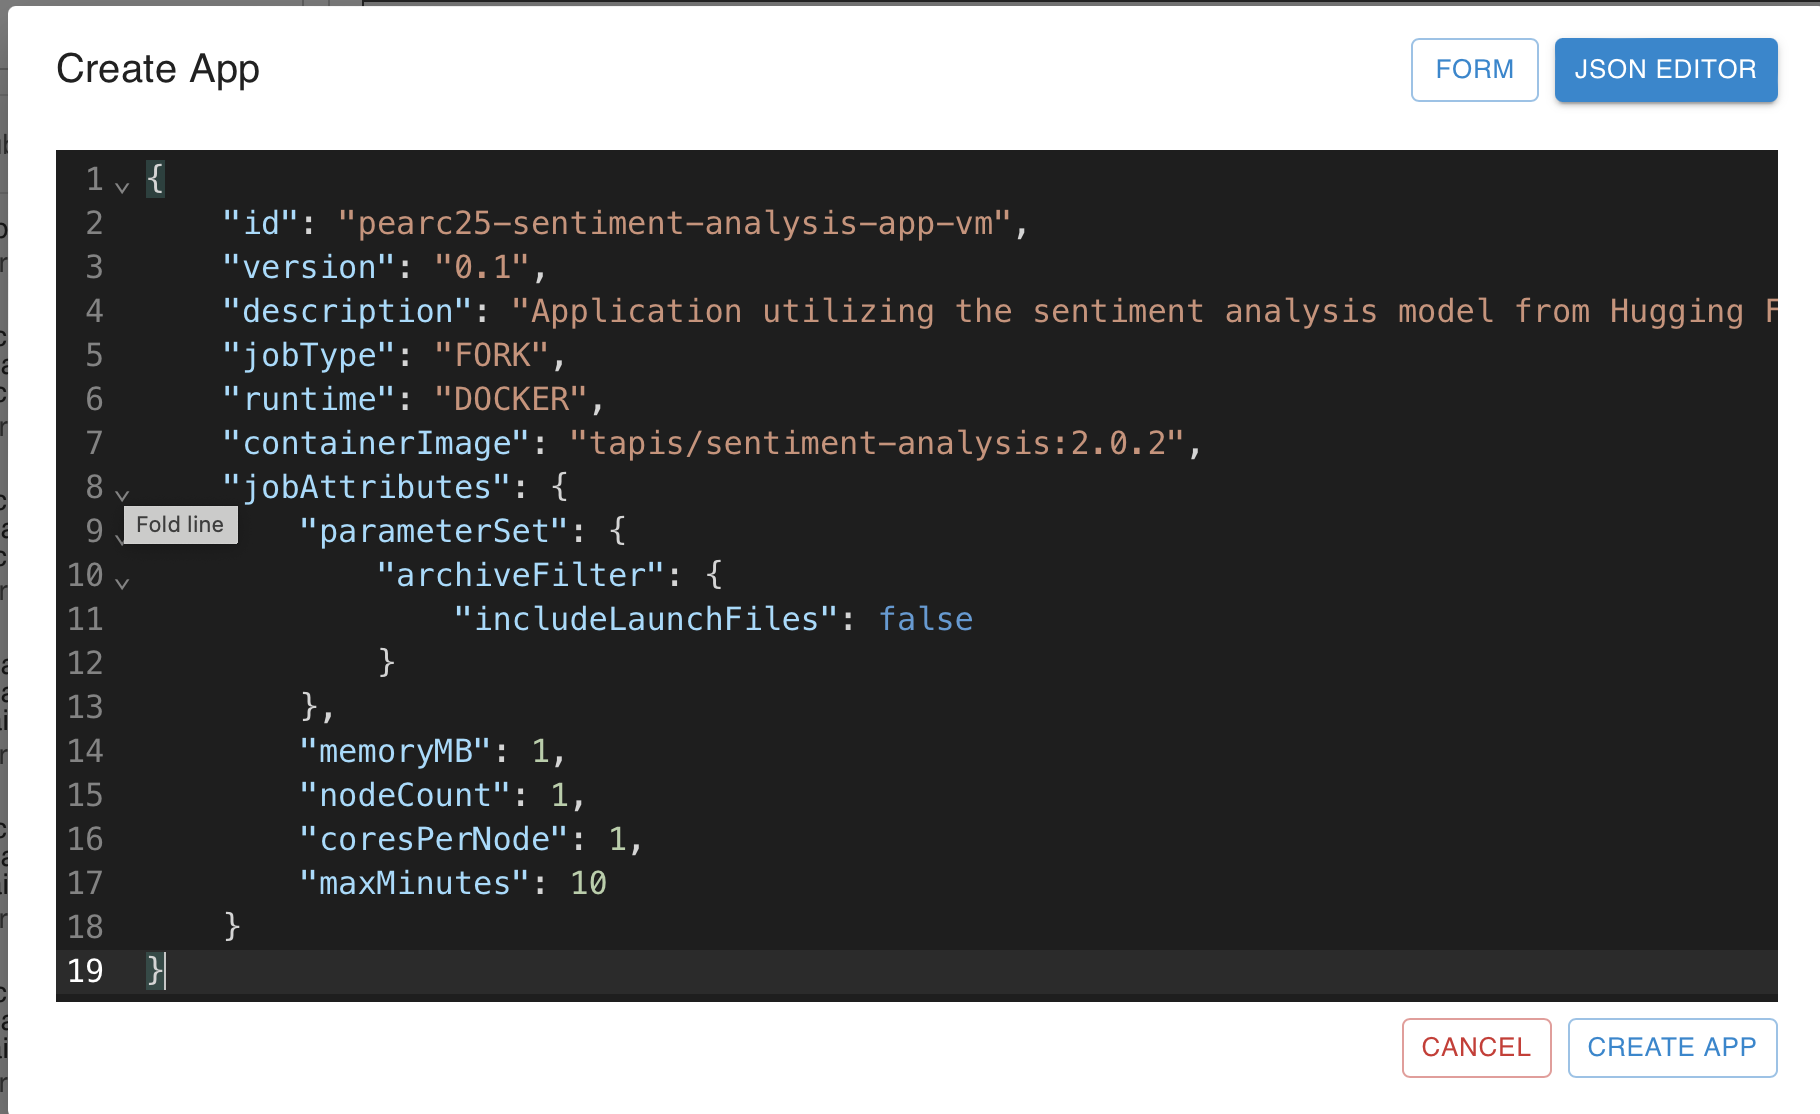 Create App
FORM
JSON EDITOR
1 {
2 "id": "pearc25-sentiment-analysis-app-vm",
3 "version": "0.1",
4 "description": "Application utilizing the sentiment analysis model from Hugging F
5 "jobType": "FORK",
6 "runtime": "DOCKER",
7 "containerImage": "tapis/sentiment-analysis:2.0.2",
8 "jobAttributes": {
Fold line
9 "parameterSet": {
10 "archiveFilter": {
11 "includeLaunchFiles": false
12 }
13 },
14 "memoryMB": 1,
15 "nodeCount": 1,
16 "coresPerNode": 1,
17 "maxMinutes": 10
18 }
19 }
CANCEL
CREATE APP